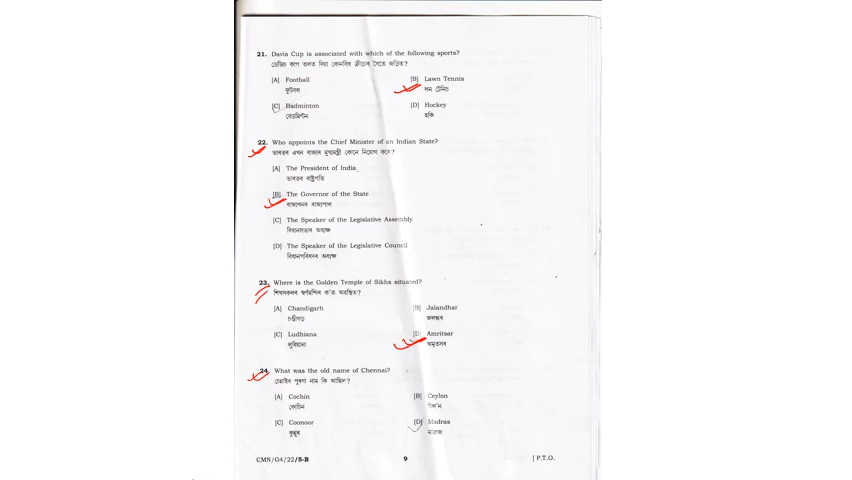 21. Davis Cup is associated with which of the following sports?
ডেভিচ কাপ তলত দিয়া কোনবিধ ক্ৰীড়াৰ সৈতে জড়িত?
[A] Football
ফুটবল
[B] Lawn Tennis
লন টেনিচ
[C] Badminton
বেডমিণ্টন
[D] Hockey
হকি
22. Who appoints the Chief Minister of an Indian State?
ভাৰতৰ এখন ৰাজ্যৰ মুখ্যমন্ত্ৰী কোনে নিয়োগ কৰে?
[A] The President of India
ভাৰতৰ ৰাষ্ট্ৰপতি
[B] The Governor of the State
ৰাজ্যখনৰ ৰাজ্যপাল
[C] The Speaker of the Legislative Assembly
বিধানসভাৰ অধ্যক্ষ
[D] The Speaker of the Legislative Council
বিধানপৰিষদৰ অধ্যক্ষ
23. Where is the Golden Temple of Sikhs situated?
শিখসকলৰ স্বৰ্ণমন্দিৰ ক'ত অৱস্থিত?
[A] Chandigarh
চণ্ডীগড়
[B] Jalandhar
জলন্ধৰ
[C] Ludhiana
লুধিয়ানা
[D] Amritsar
অমৃতসৰ
24. What was the old name of Chennai?
চেন্নাইৰ পুৰণা নাম কি আছিল?
[A] Cochin
কোচিন
[B] Ceylon
[C] Coonoor
কুন্নুৰ
[D] Madras
মাদ্ৰাজ
CMN/G4/22/S-B
9
[ P.T.O.